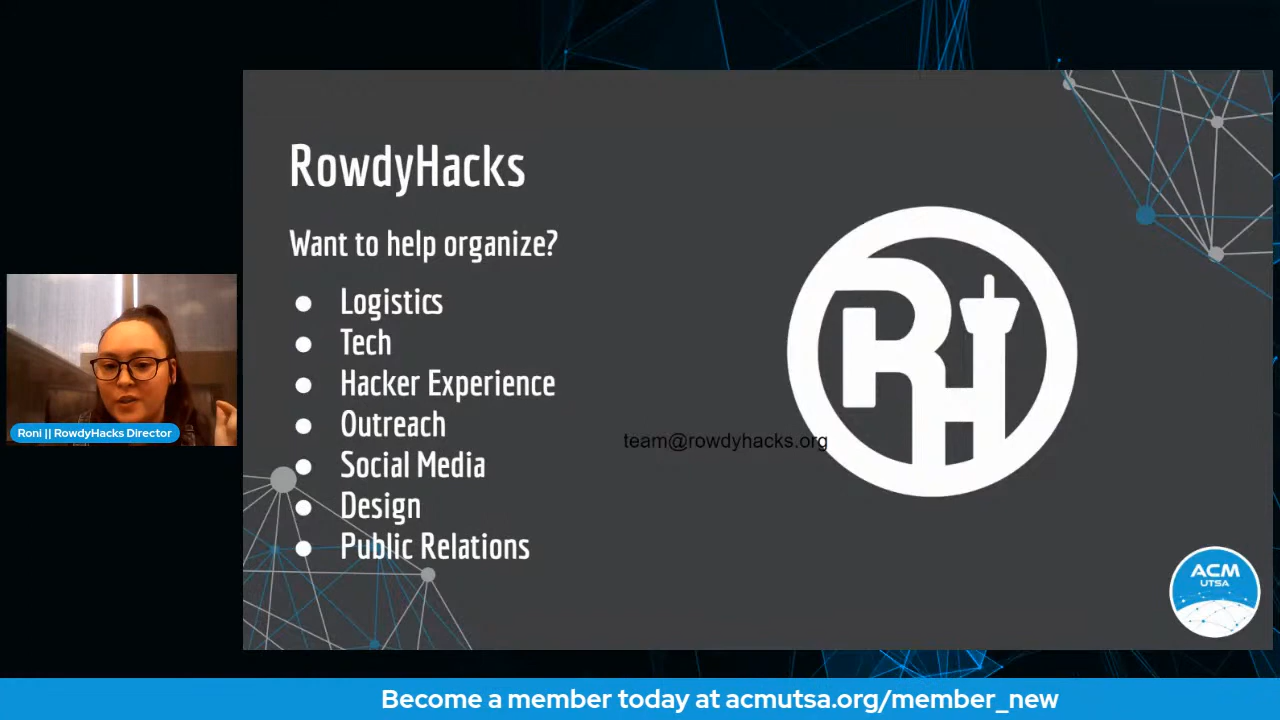 RowdyHacks
Want to help organize?
● Logistics
● Tech
● Hacker Experience
● Outreach
● Social Media
● Design
● Public Relations
team@rowdyhacks.org
RH
ACM
UTSA
Roni || RowdyHacks Director
Become a member today at acmutsa.org/member_new